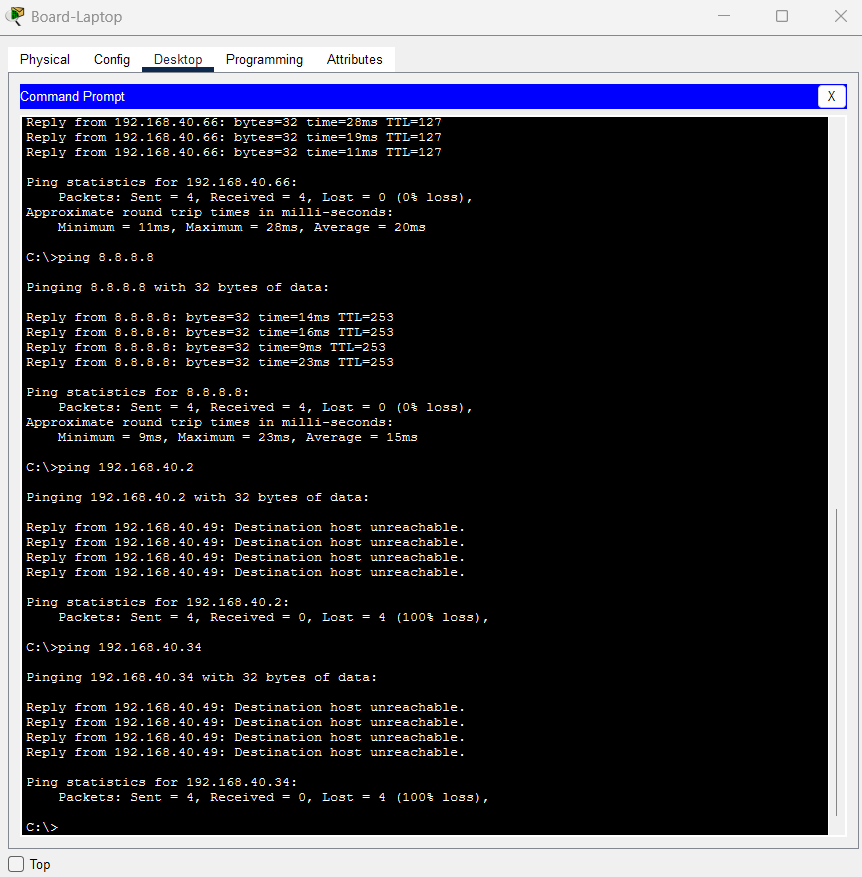 Board-Laptop
Physical Config Desktop Programming Attributes
Command Prompt X
Reply from 192.168.40.66: bytes=32 time=28ms TTL=127
Reply from 192.168.40.66: bytes=32 time=19ms TTL=127
Reply from 192.168.40.66: bytes=32 time=11ms TTL=127
Ping statistics for 192.168.40.66:
Packets: Sent = 4, Received = 4, Lost = 0 (0% loss),
Approximate round trip times in milli-seconds:
Minimum = 11ms, Maximum = 28ms, Average = 20ms
C:\>ping 8.8.8.8
Pinging 8.8.8.8 with 32 bytes of data:
Reply from 8.8.8.8: bytes=32 time=14ms TTL=253
Reply from 8.8.8.8: bytes=32 time=16ms TTL=253
Reply from 8.8.8.8: bytes=32 time=9ms TTL=253
Reply from 8.8.8.8: bytes=32 time=23ms TTL=253
Ping statistics for 8.8.8.8:
Packets: Sent = 4, Received = 4, Lost = 0 (0% loss),
Approximate round trip times in milli-seconds:
Minimum = 9ms, Maximum = 23ms, Average = 15ms
C:\>ping 192.168.40.2
Pinging 192.168.40.2 with 32 bytes of data:
Reply from 192.168.40.49: Destination host unreachable.
Reply from 192.168.40.49: Destination host unreachable.
Reply from 192.168.40.49: Destination host unreachable.
Reply from 192.168.40.49: Destination host unreachable.
Ping statistics for 192.168.40.2:
Packets: Sent = 4, Received = 0, Lost = 4 (100% loss),
C:\>ping 192.168.40.34
Pinging 192.168.40.34 with 32 bytes of data:
Reply from 192.168.40.49: Destination host unreachable.
Reply from 192.168.40.49: Destination host unreachable.
Reply from 192.168.40.49: Destination host unreachable.
Reply from 192.168.40.49: Destination host unreachable.
Ping statistics for 192.168.40.34:
Packets: Sent = 4, Received = 0, Lost = 4 (100% loss),
C:\>
Top